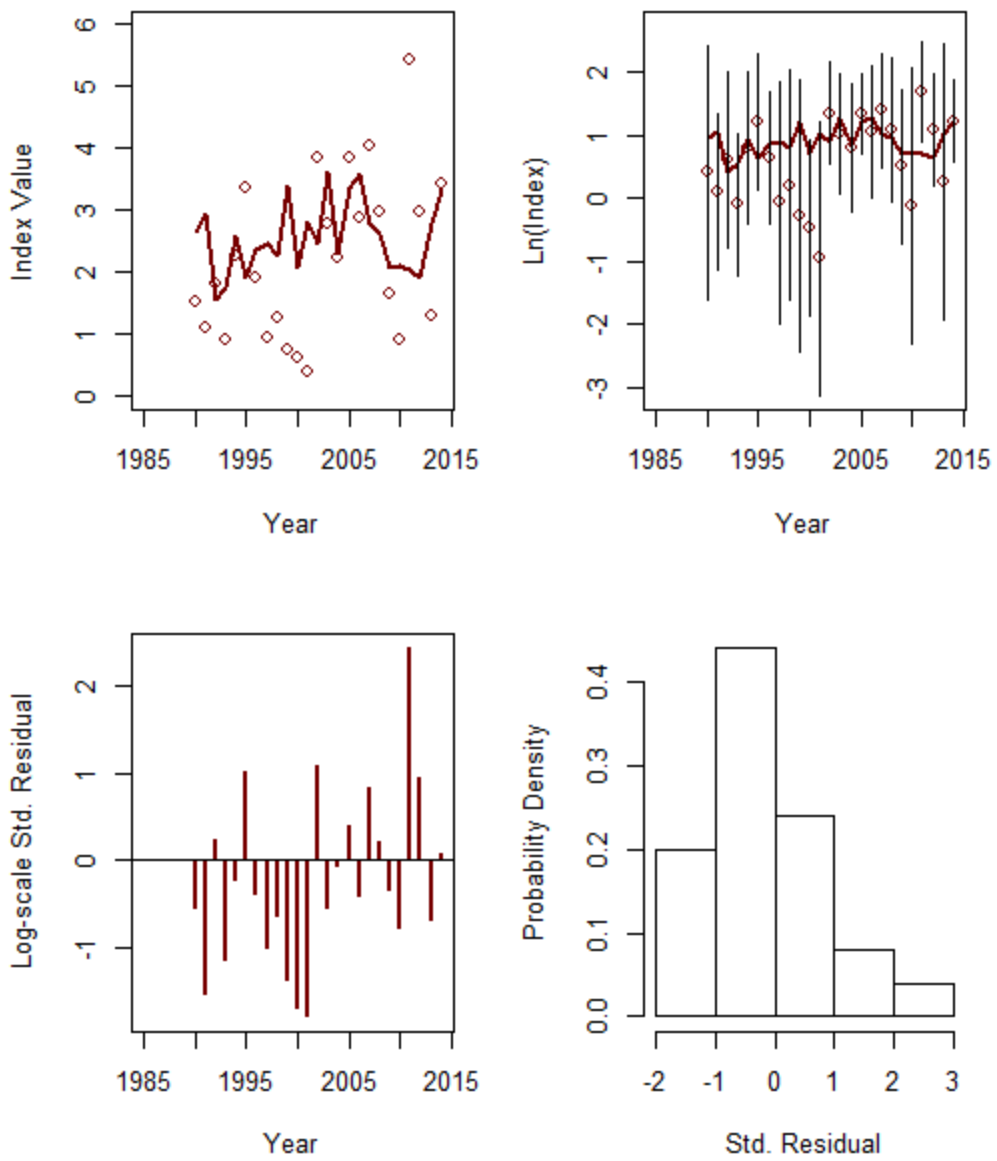 Index Value
6
5
4
3
2
1
0
1985 1995 2005 2015
Year
Ln(Index)
2
1
0
-1
-2
-3
1985 1995 2005 2015
Year
Log-scale Std. Residual
2
1
0
-1
1985 1995 2005 2015
Year
Probability Density
0.4
0.3
0.2
0.1
0.0
-2 -1 0 1 2 3
Std. Residual